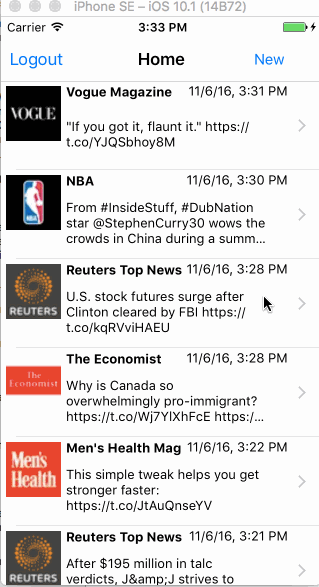 iPhone SE – iOS 10.1 (14B72)
Carrier 3:33 PM
Logout Home New
VOGUE
Vogue Magazine 11/6/16, 3:31 PM
"If you got it, flaunt it." https://
t.co/YJQSbhoy8M
NBA 11/6/16, 3:30 PM
From #InsideStuff, #DubNation
star @StephenCurry30 wows the
crowds in China during a summ...
REUTERS
Reuters Top News 11/6/16, 3:28 PM
U.S. stock futures surge after
Clinton cleared by FBI https://
t.co/kqRVviHAEU
The
Economist
The Economist 11/6/16, 3:28 PM
Why is Canada so
overwhelmingly pro-immigrant?
https://t.co/Wj7YlXhFcE https:/...
Men's
Health
Men's Health Mag 11/6/16, 3:22 PM
This simple tweak helps you get
stronger faster:
https://t.co/JtAuQnseYV
REUTERS
Reuters Top News 11/6/16, 3:21 PM
After $195 million in talc
verdicts, J&amp;J strives to